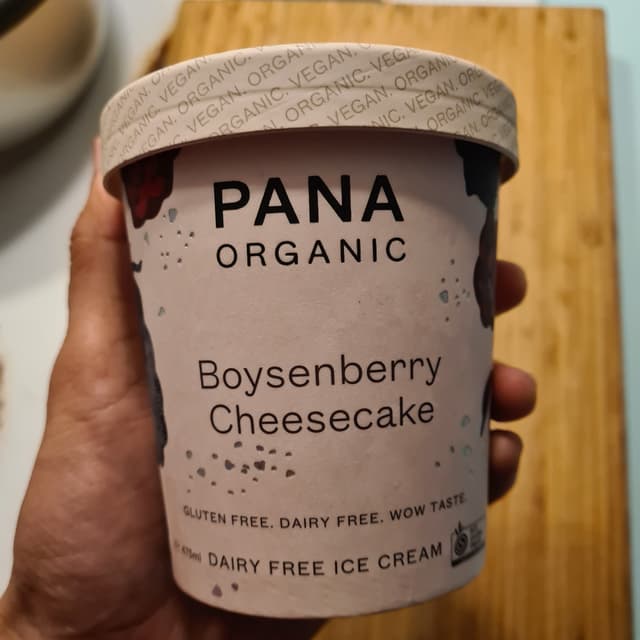 VEGAN. ORGANIC. VEGAN. ORGANIC. VEGAN. ORGANIC.
PANA
ORGANIC
Boysenberry
Cheesecake
GLUTEN FREE. DAIRY FREE. WOW TASTE.
475ml DAIRY FREE ICE CREAM